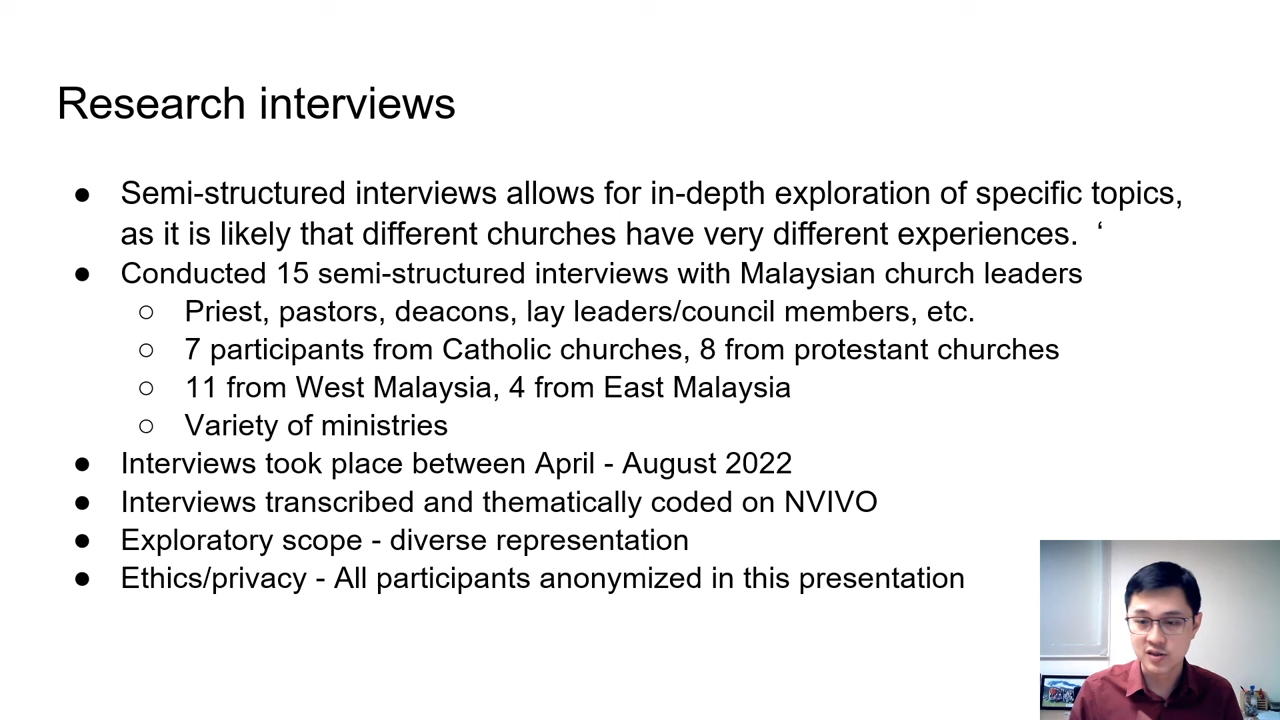 Research interviews
● Semi-structured interviews allows for in-depth exploration of specific topics,
as it is likely that different churches have very different experiences. ‘
● Conducted 15 semi-structured interviews with Malaysian church leaders
○ Priest, pastors, deacons, lay leaders/council members, etc.
○ 7 participants from Catholic churches, 8 from protestant churches
○ 11 from West Malaysia, 4 from East Malaysia
○ Variety of ministries
● Interviews took place between April - August 2022
● Interviews transcribed and thematically coded on NVIVO
● Exploratory scope - diverse representation
● Ethics/privacy - All participants anonymized in this presentation